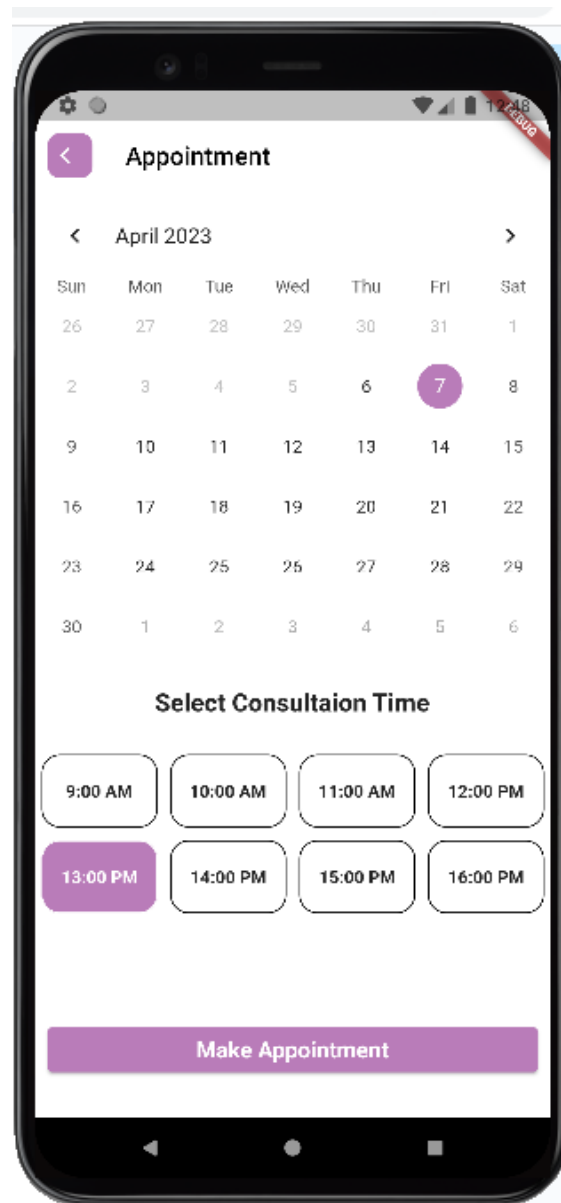 12:48
DEBUG
Appointment
April 2023
Sun Mon Tue Wed Thu Fri Sat
26 27 28 29 30 31 1
2 3 4 5 6 7 8
9 10 11 12 13 14 15
16 17 18 19 20 21 22
23 24 25 26 27 28 29
30 1 2 3 4 5 6
Select Consultaion Time
9:00 AM 10:00 AM 11:00 AM 12:00 PM
13:00 PM 14:00 PM 15:00 PM 16:00 PM
Make Appointment